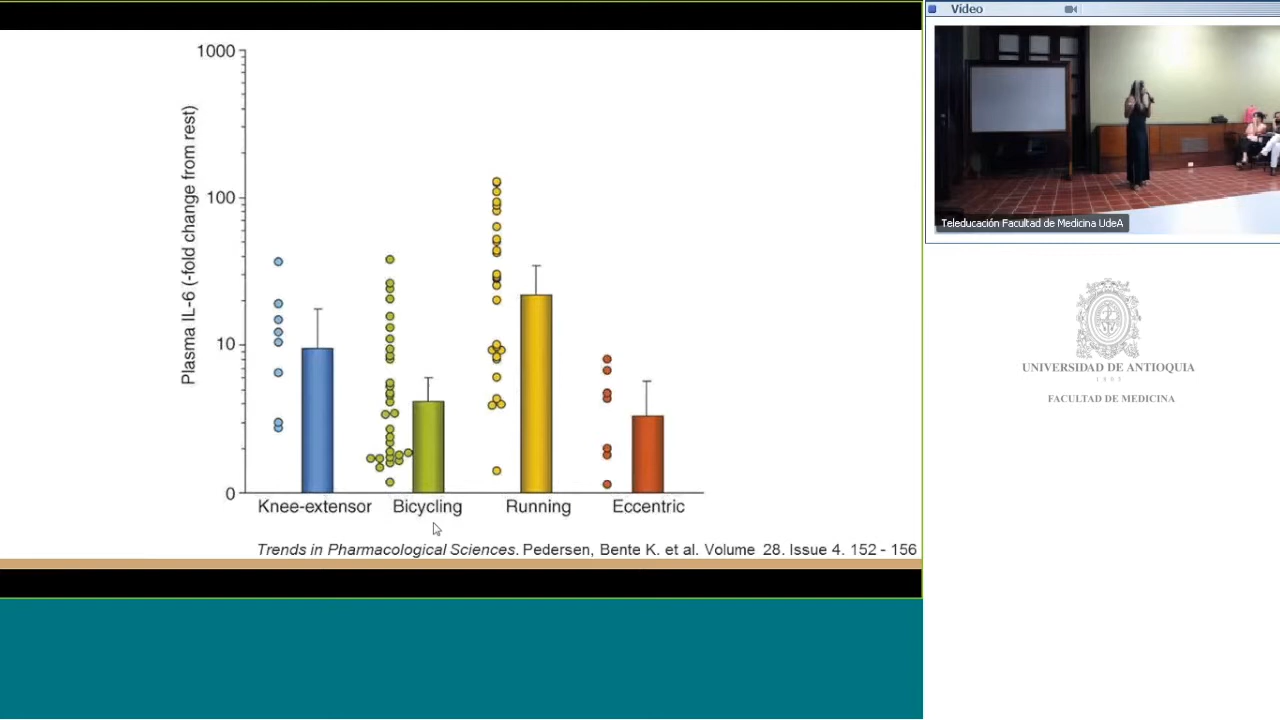 Plasma IL-6 (-fold change from rest)
1000
100
10
0
Knee-extensor
Bicycling
Running
Eccentric
Trends in Pharmacological Sciences. Pedersen, Bente K. et al. Volume 28. Issue 4. 152 - 156
Vídeo
Teleducación Facultad de Medicina UdeA
UNIVERSIDAD DE ANTIOQUIA
1803
FACULTAD DE MEDICINA